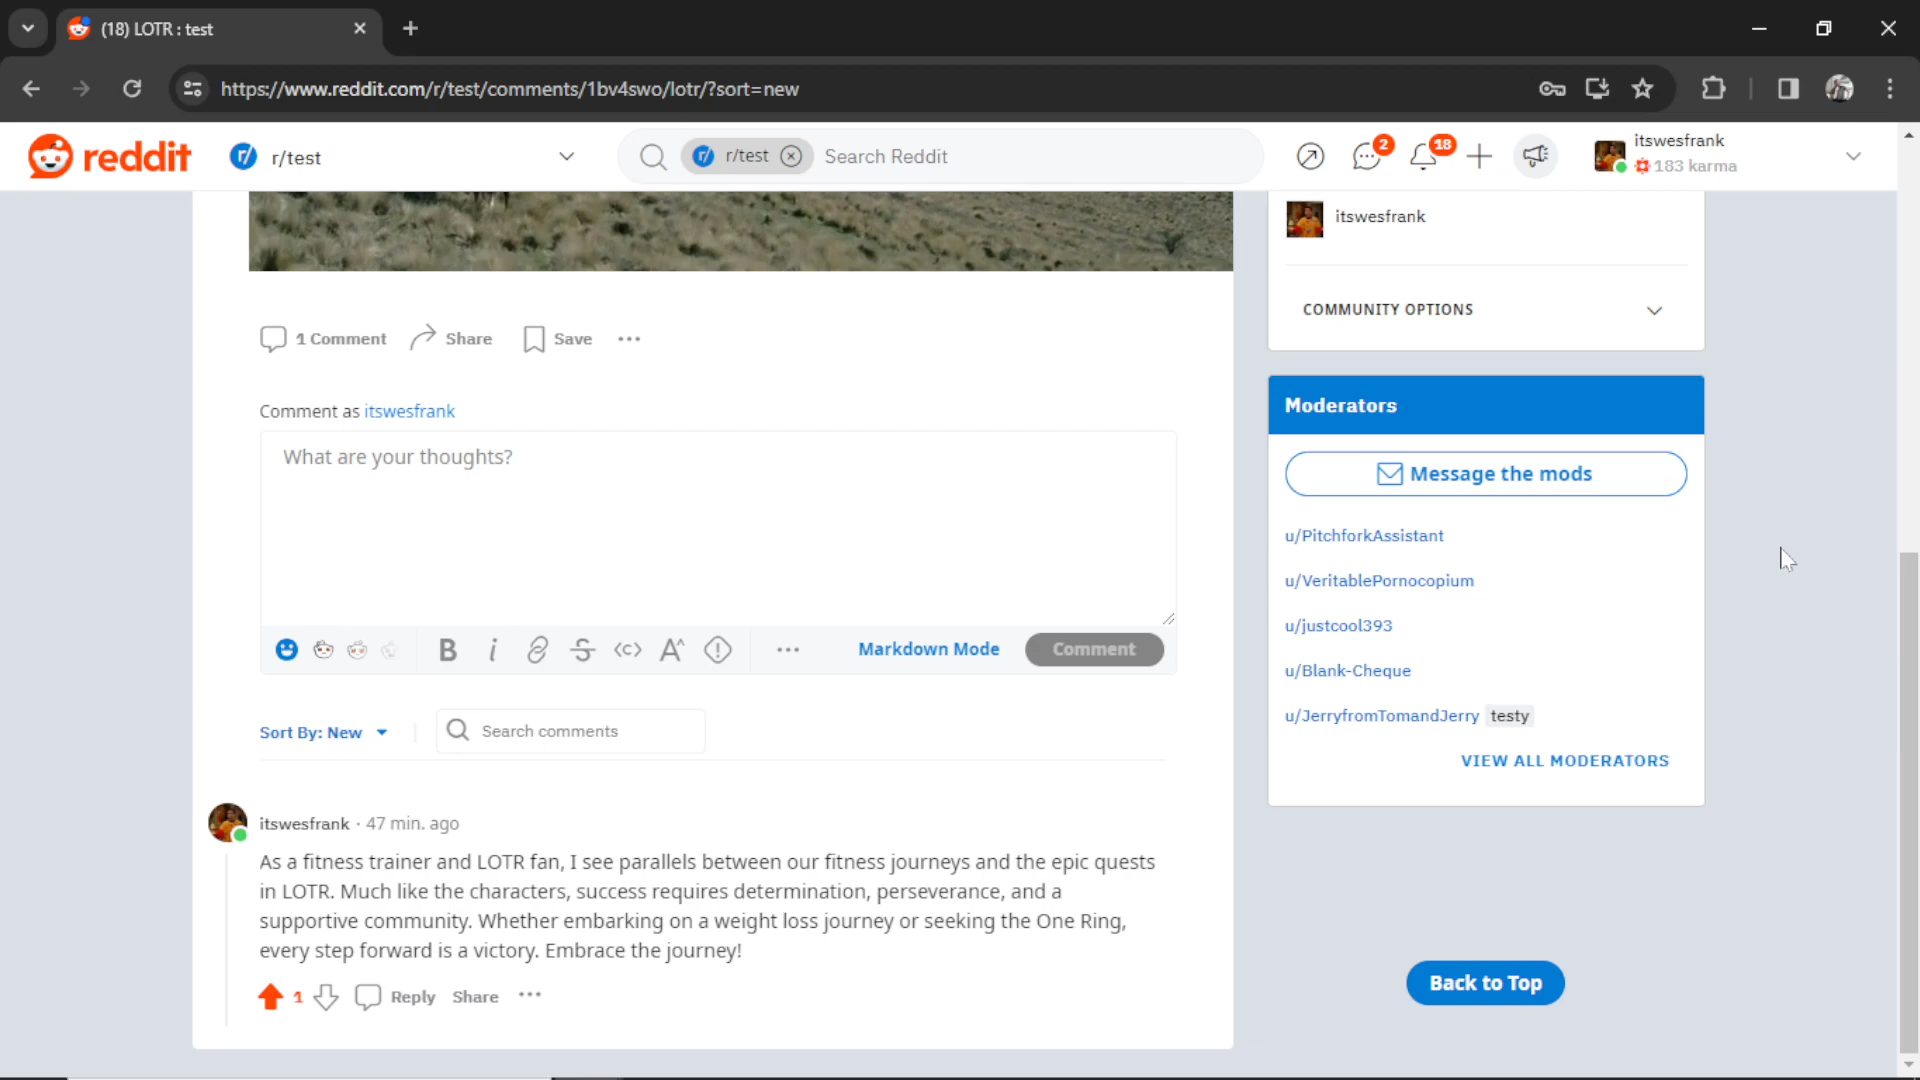 (18) LOTR : test
https://www.reddit.com/r/test/comments/1bv4swo/lotr/?sort=new
reddit
r/test
r/test
Search Reddit
2
18
itswesfrank
183 karma
itswesfrank
COMMUNITY OPTIONS
1 Comment
Share
Save
Comment as itswesfrank
What are your thoughts?
Markdown Mode
Comment
Sort By: New
Search comments
itswesfrank · 47 min. ago
As a fitness trainer and LOTR fan, I see parallels between our fitness journeys and the epic quests
in LOTR. Much like the characters, success requires determination, perseverance, and a
supportive community. Whether embarking on a weight loss journey or seeking the One Ring,
every step forward is a victory. Embrace the journey!
1
Reply
Share
Moderators
Message the mods
u/PitchforkAssistant
u/VeritablePornocopium
u/justcool393
u/Blank-Cheque
u/JerryfromTomandJerry testy
VIEW ALL MODERATORS
Back to Top